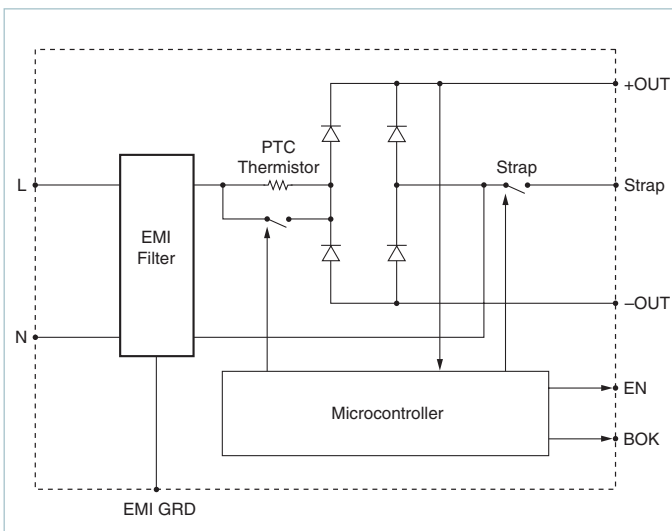 +OUT
PTC
Thermistor
Strap
L
Strap
EMI
Filter
–OUT
N
EN
Microcontroller
BOK
EMI GRD